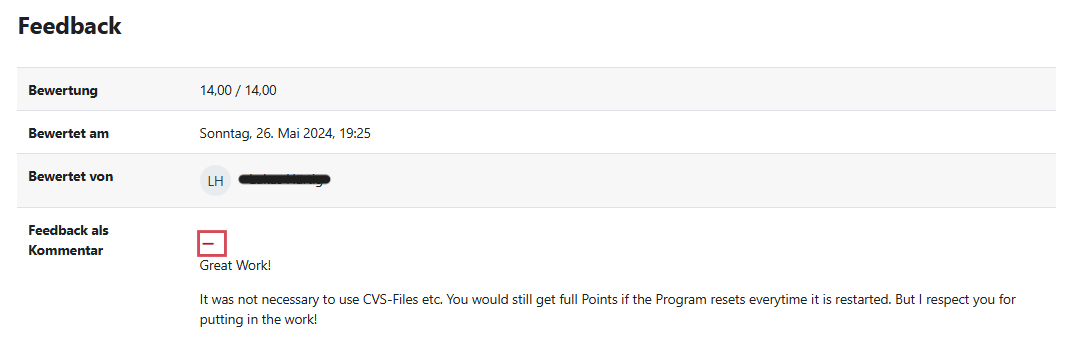 Feedback
Bewertung 14,00 / 14,00
Bewertet am Sonntag, 26. Mai 2024, 19:25
Bewertet von LH
Feedback als
Kommentar
Great Work!
It was not necessary to use CVS-Files etc. You would still get full Points if the Program resets everytime it is restarted. But I respect you for
putting in the work!